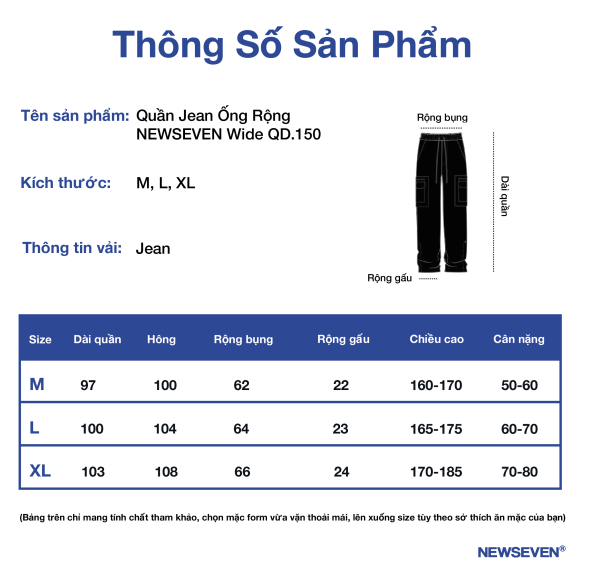 Thông Số Sản Phẩm
Tên sản phẩm: Quần Jean Ống Rộng
NEWSEVEN Wide QD.150
Kích thước: M, L, XL
Thông tin vải: Jean
Rộng bụng
Dài quần
Rộng gấu
Size Dài quần Hông Rộng bụng Rộng gấu Chiều cao Cân nặng
M 97 100 62 22 160-170 50-60
L 100 104 64 23 165-175 60-70
XL 103 108 66 24 170-185 70-80
(Bảng trên chỉ mang tính chất tham khảo, chọn mặc form vừa vặn thoải mái, lên xuống size tùy theo sở thích ăn mặc của bạn)
NEWSEVEN®